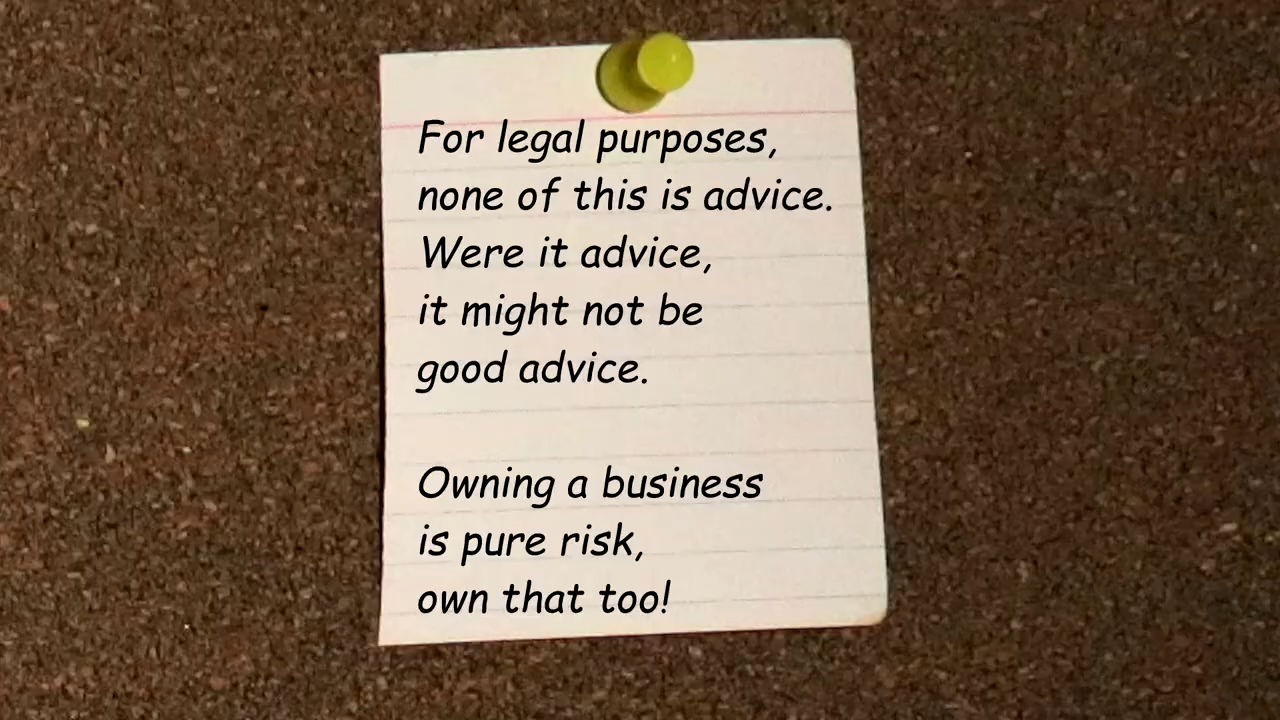 For legal purposes,
none of this is advice.
Were it advice,
it might not be
good advice.
Owning a business
is pure risk,
own that too!